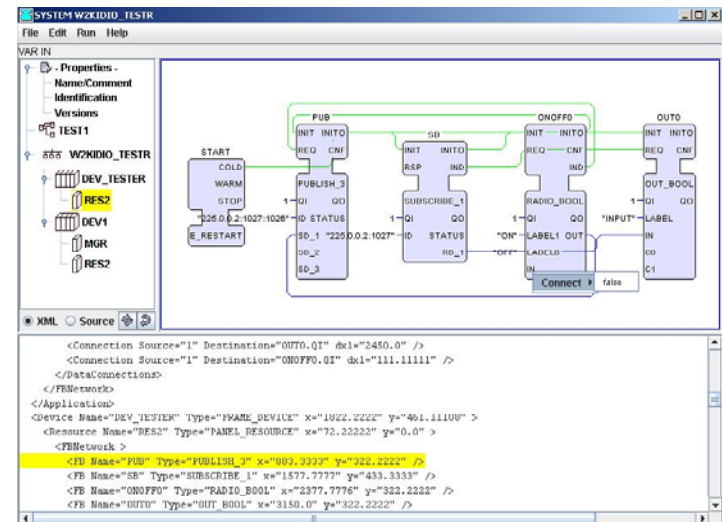 SYSTEM W2KIDIO_TESTR
File Edit Run Help
VAR IN
- Properties -
Name/Comment
Identification
Versions
TEST1
W2KIDIO_TESTR
DEV_TESTER
RES2
DEV1
MGR
RES2
XML Source
START
COLD
WARM
STOP
E_RESTART
PUB
INIT INITO
REQ CNF
PUBLISH_3
1 QI QO
"225.0.0.2:1027:1026" ID STATUS
SD_1
SD_2
SD_3
SB
INIT INITO
RSP IND
SUBSCRIBE_1
1 QI QO
"225.0.0.2:1027" ID STATUS
RD_1
ONOFF0
INIT INITO
REQ CNF
IND
RADIO_BOOL
1 QI QO
"ON" LABEL1 OUT
"OFF" LABEL0
IN
Connect false
OUT0
INIT INITO
REQ CNF
OUT_BOOL
1 QI QO
"INPUT" LABEL
IN
C0
C1
<Connection Source="1" Destination="OUT0.QI" dx1="2450.0" />
<Connection Source="1" Destination="ONOFF0.QI" dx1="111.11111" />
</DataConnections>
</FBNetwork>
</Application>
<Device Name="DEV_TESTER" Type="FRAME_DEVICE" x="1822.2222" y="461.11108" >
<Resource Name="RES2" Type="PANEL_RESOURCE" x="72.22222" y="0.0" >
<FBNetwork >
<FB Name="PUB" Type="PUBLISH_3" x="883.3333" y="322.2222" />
<FB Name="SB" Type="SUBSCRIBE_1" x="1577.7777" y="433.3333" />
<FB Name="ONOFF0" Type="RADIO_BOOL" x="2377.7776" y="322.2222" />
<FB Name="OUT0" Type="OUT_BOOL" x="3150.0" y="322.2222" />